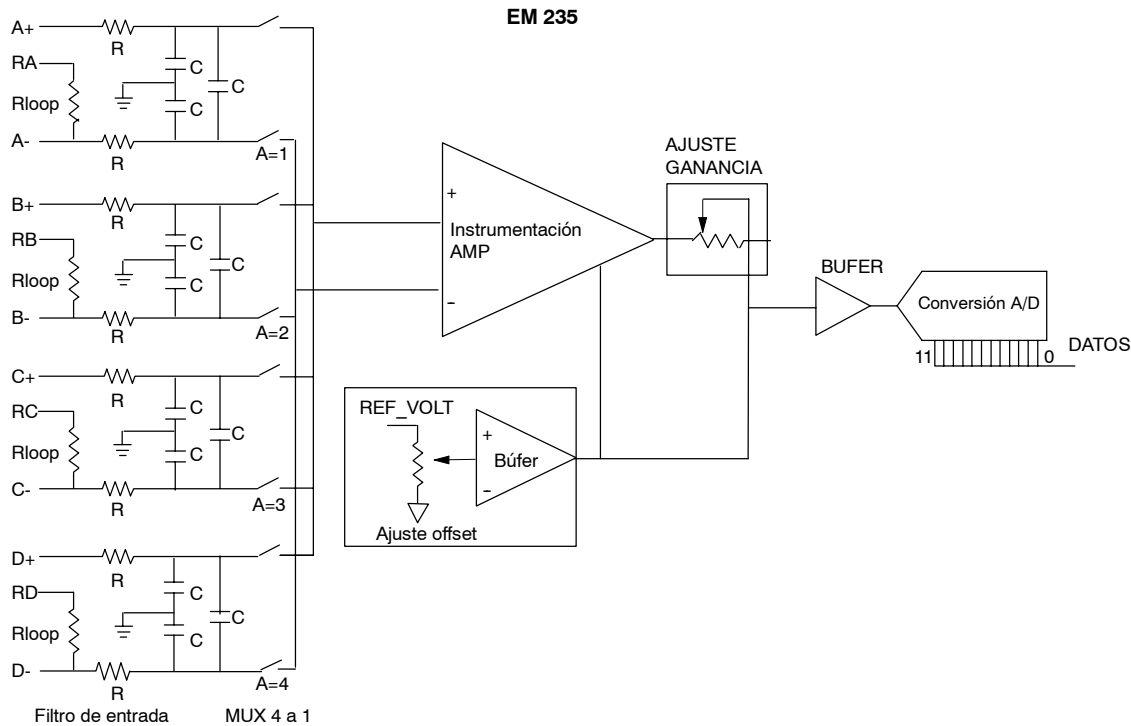 EM 235
A+
R
C
RA
C
Rloop
C
A-
R
A=1
B+
R
C
RB
C
Rloop
C
B-
R
A=2
C+
R
C
RC
C
Rloop
C
C-
R
A=3
D+
R
C
RD
C
Rloop
C
D-
R
A=4
Filtro de entrada
MUX 4 a 1
+
Instrumentación
AMP
-
AJUSTE
GANANCIA
BUFER
Conversión A/D
11
0
DATOS
REF_VOLT
+
Búfer
-
Ajuste offset